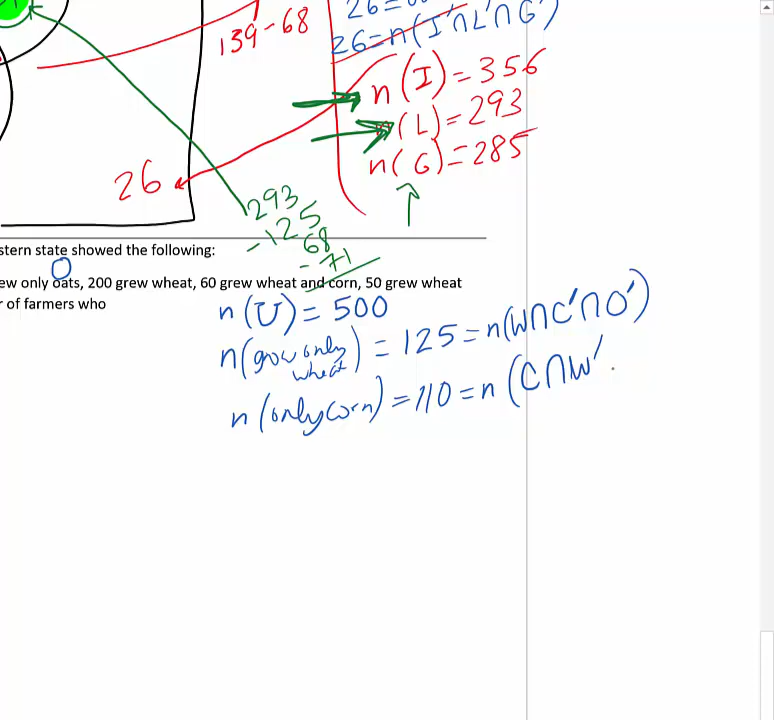 26=
139-68
26=n(I'∩L'∩G')
n(I)=356
n(L)=293
n(G)=285
26
293
-125
68
-71
stern state showed the following:
O
ew only oats, 200 grew wheat, 60 grew wheat and corn, 50 grew wheat
r of farmers who
n(U)=500
n(grow only wheat)=125=n(W∩C'∩O')
n(only corn)=110=n(C∩W'